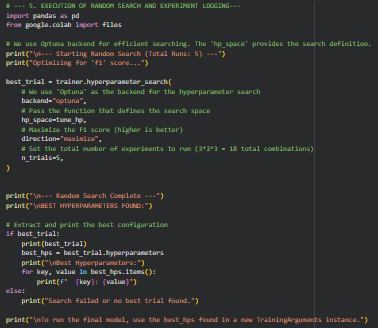 # --- 5. EXECUTION OF RANDOM SEARCH AND EXPERIMENT LOGGING---
import pandas as pd
from google.colab import files
# We use Optuna backend for efficient searching. The 'hp_space' provides the search definition.
print("\n--- Starting Random Search (Total Runs: 5) ---")
print("Optimizing for 'f1' score...")
best_trial = trainer.hyperparameter_search(
    # We use 'Optuna' as the backend for the hyperparameter search
    backend="optuna",
    # Pass the function that defines the search space
    hp_space=tune_hp,
    # Maximize the F1 score (higher is better)
    direction="maximize",
    # Set the total number of experiments to run (3*2*3 = 18 total combinations)
    n_trials=5,
)
print("\n--- Random Search Complete ---")
print("\nBEST HYPERPARAMETERS FOUND:")
# Extract and print the best configuration
if best_trial:
    print(best_trial)
    best_hps = best_trial.hyperparameters
    print("\nBest Hyperparameters:")
    for key, value in best_hps.items():
        print(f"  {key}: {value}")
else:
    print("Search failed or no best trial found.")
print("\nTo run the final model, use the best_hps found in a new TrainingArguments instance.")